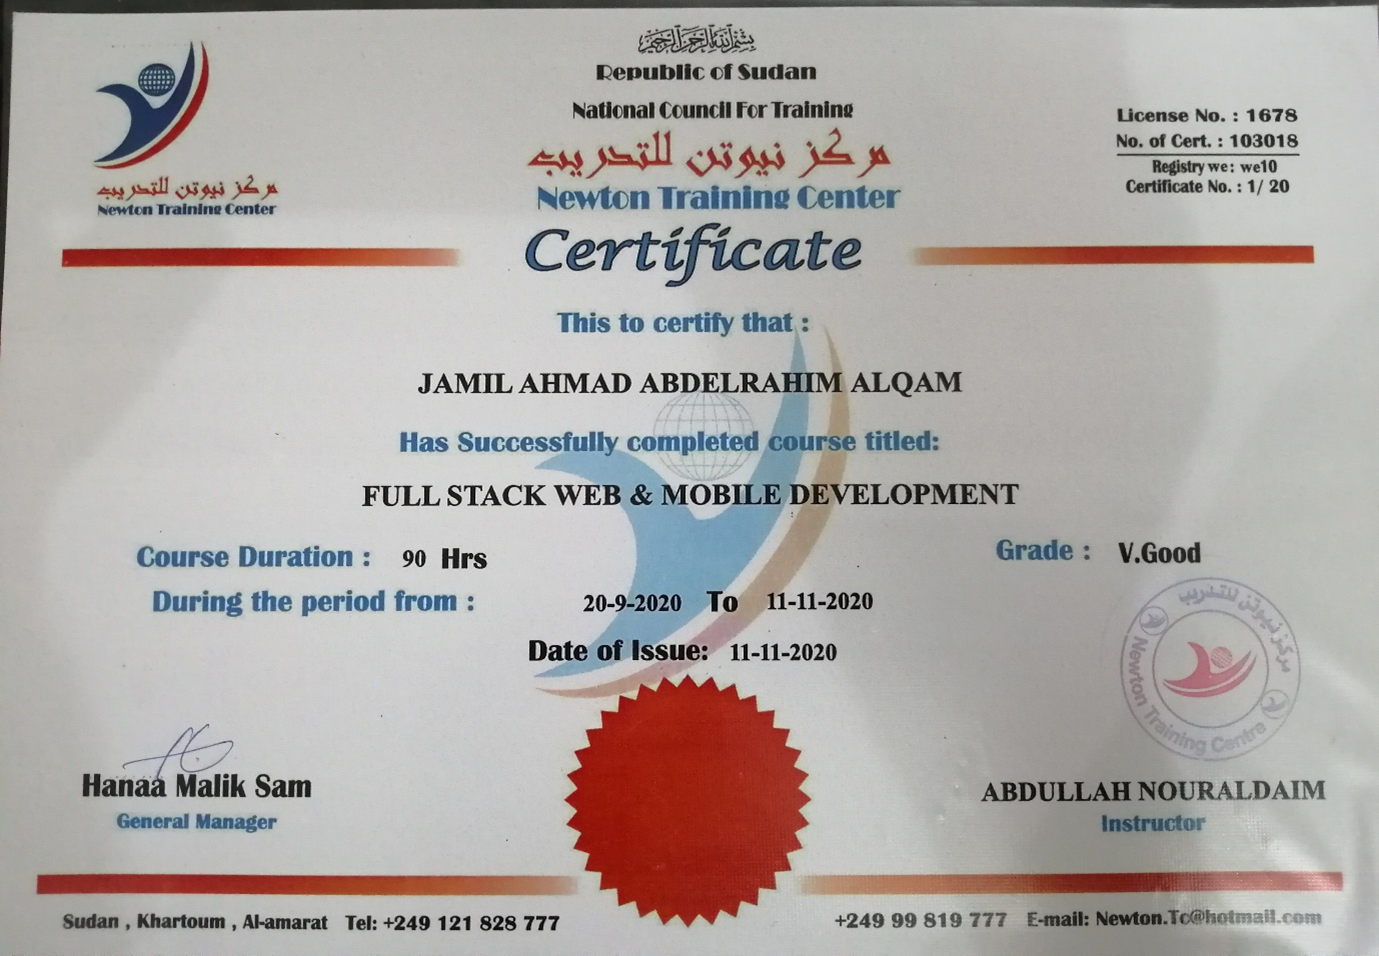 بسم الله الرحمن الرحيم
Republic of Sudan
National Council For Training
مركز نيوتن للتدريب
Newton Training Center
Certificate
مركز نيوتن للتدريب
Newton Training Center
License No. : 1678
No. of Cert. : 103018
Registry we: we10
Certificate No. : 1/ 20
This to certify that :
JAMIL AHMAD ABDELRAHIM ALQAM
Has Successfully completed course titled:
FULL STACK WEB & MOBILE DEVELOPMENT
Course Duration : 90 Hrs
Grade : V.Good
During the period from : 20-9-2020 To 11-11-2020
Date of Issue: 11-11-2020
مركز نيوتن للتدريب
Newton Training Centre
Hanaa Malik Sam
General Manager
ABDULLAH NOURALDAIM
Instructor
Sudan , Khartoum , Al-amarat Tel: +249 121 828 777
+249 99 819 777 E-mail: Newton.Tc@hotmail.com